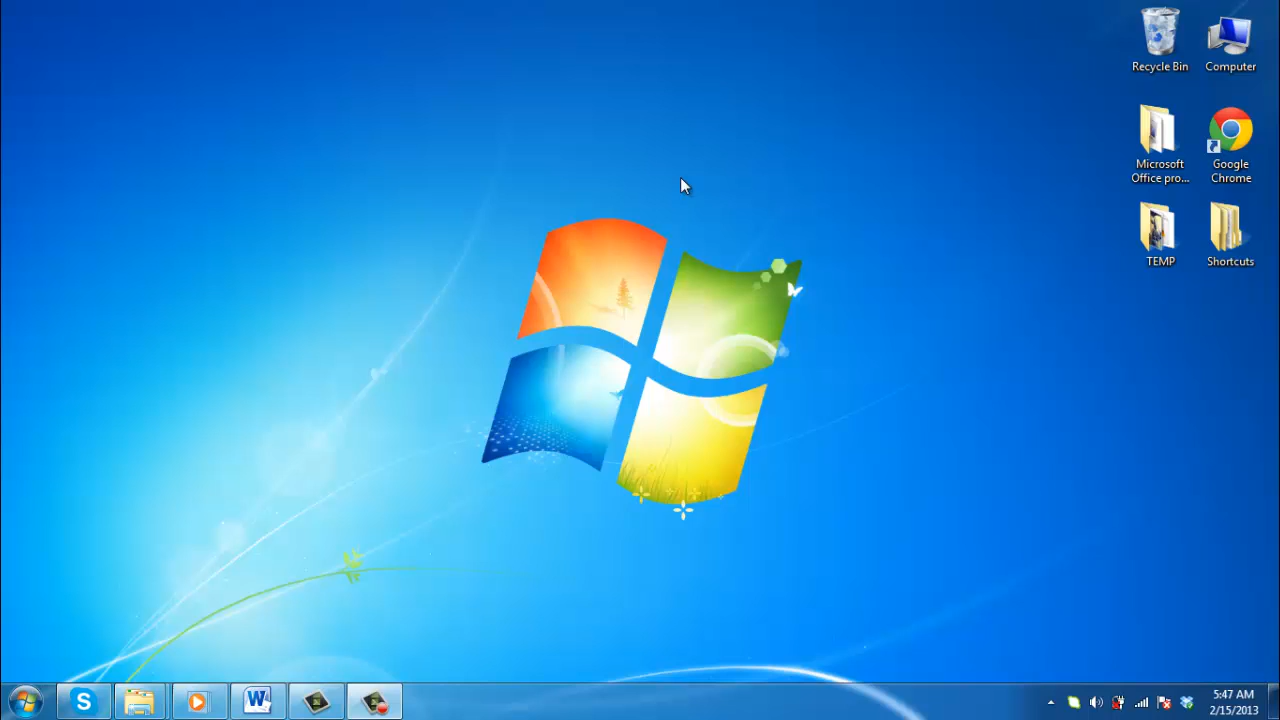 Recycle Bin
Computer
Microsoft
Office pro...
Google
Chrome
TEMP
Shortcuts
5:47 AM
2/15/2013